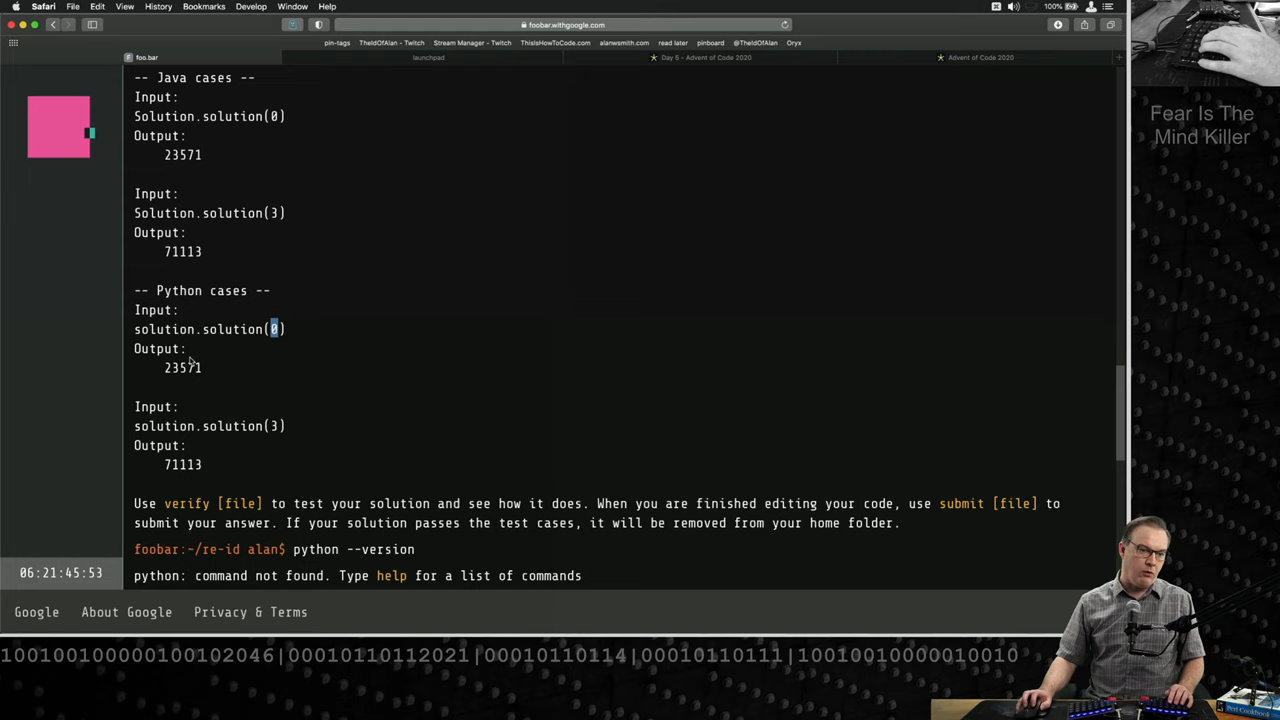 Safari File Edit View History Bookmarks Develop Window Help
100%
foobar.withgoogle.com
pin-tags TheIdOfAlan - Twitch Stream Manager - Twitch ThisIsHowToCode.com alanwsmith.com read later pinboard @TheIdOfAlan Oryx
foo.bar launchpad Day 5 - Advent of Code 2020 Advent of Code 2020
-- Java cases --
Input:
Solution.solution(0)
Output:
23571
Input:
Solution.solution(3)
Output:
71113
-- Python cases --
Input:
solution.solution(0)
Output:
23571
Input:
solution.solution(3)
Output:
71113
Use verify [file] to test your solution and see how it does. When you are finished editing your code, use submit [file] to
submit your answer. If your solution passes the test cases, it will be removed from your home folder.
foobar:~/re-id alan$ python --version
python: command not found. Type help for a list of commands
06:21:45:53
Google About Google Privacy & Terms
Fear Is The
Mind Killer
100100100000100102046|00010110112021|00010110114|00010110111|10010010000010010
Perl Cookbook